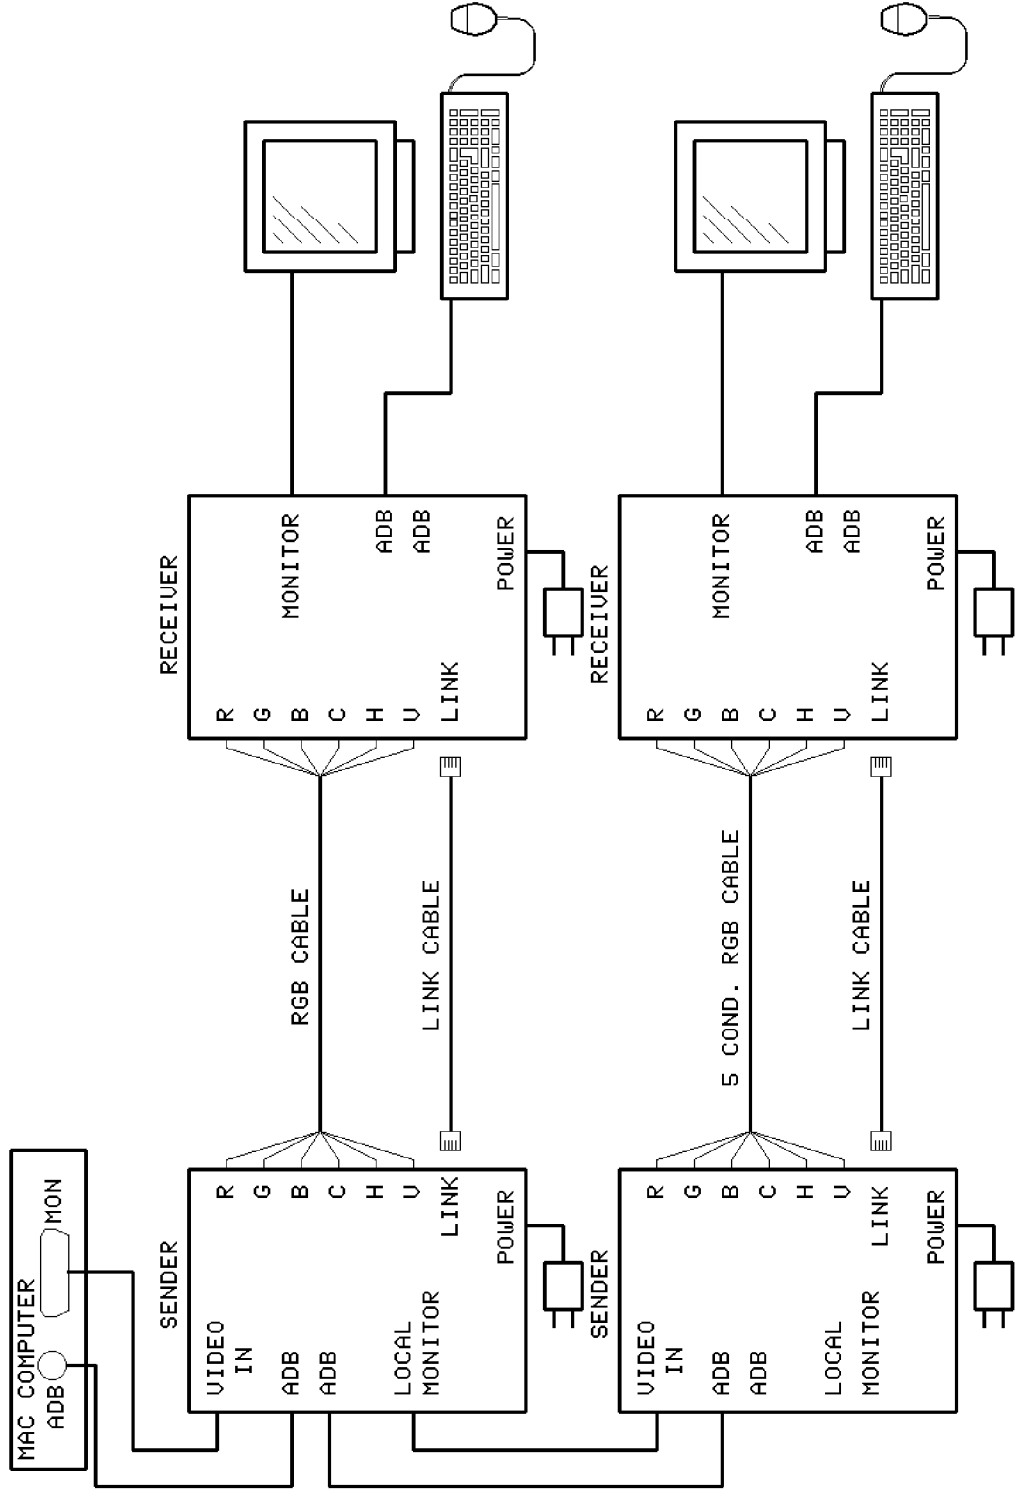 MAC COMPUTER
ADB
MON
SENDER
VIDEO
IN
ADB
ADB
LOCAL
MONITOR
R
G
B
C
H
V
LINK
POWER
RGB CABLE
LINK CABLE
RECEIVER
R
G
B
C
H
V
LINK
MONITOR
ADB
ADB
POWER
SENDER
VIDEO
IN
ADB
ADB
LOCAL
MONITOR
R
G
B
C
H
V
LINK
POWER
5 COND. RGB CABLE
LINK CABLE
RECEIVER
R
G
B
C
H
V
LINK
MONITOR
ADB
ADB
POWER